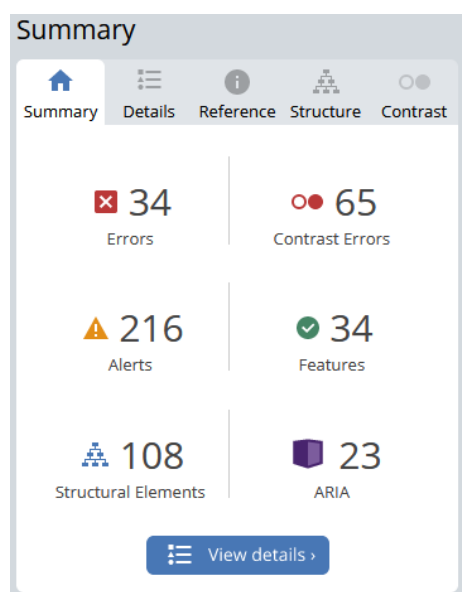 Summary
Summary Details Reference Structure Contrast
34 65
Errors Contrast Errors
216 34
Alerts Features
108 23
Structural Elements ARIA
View details ›